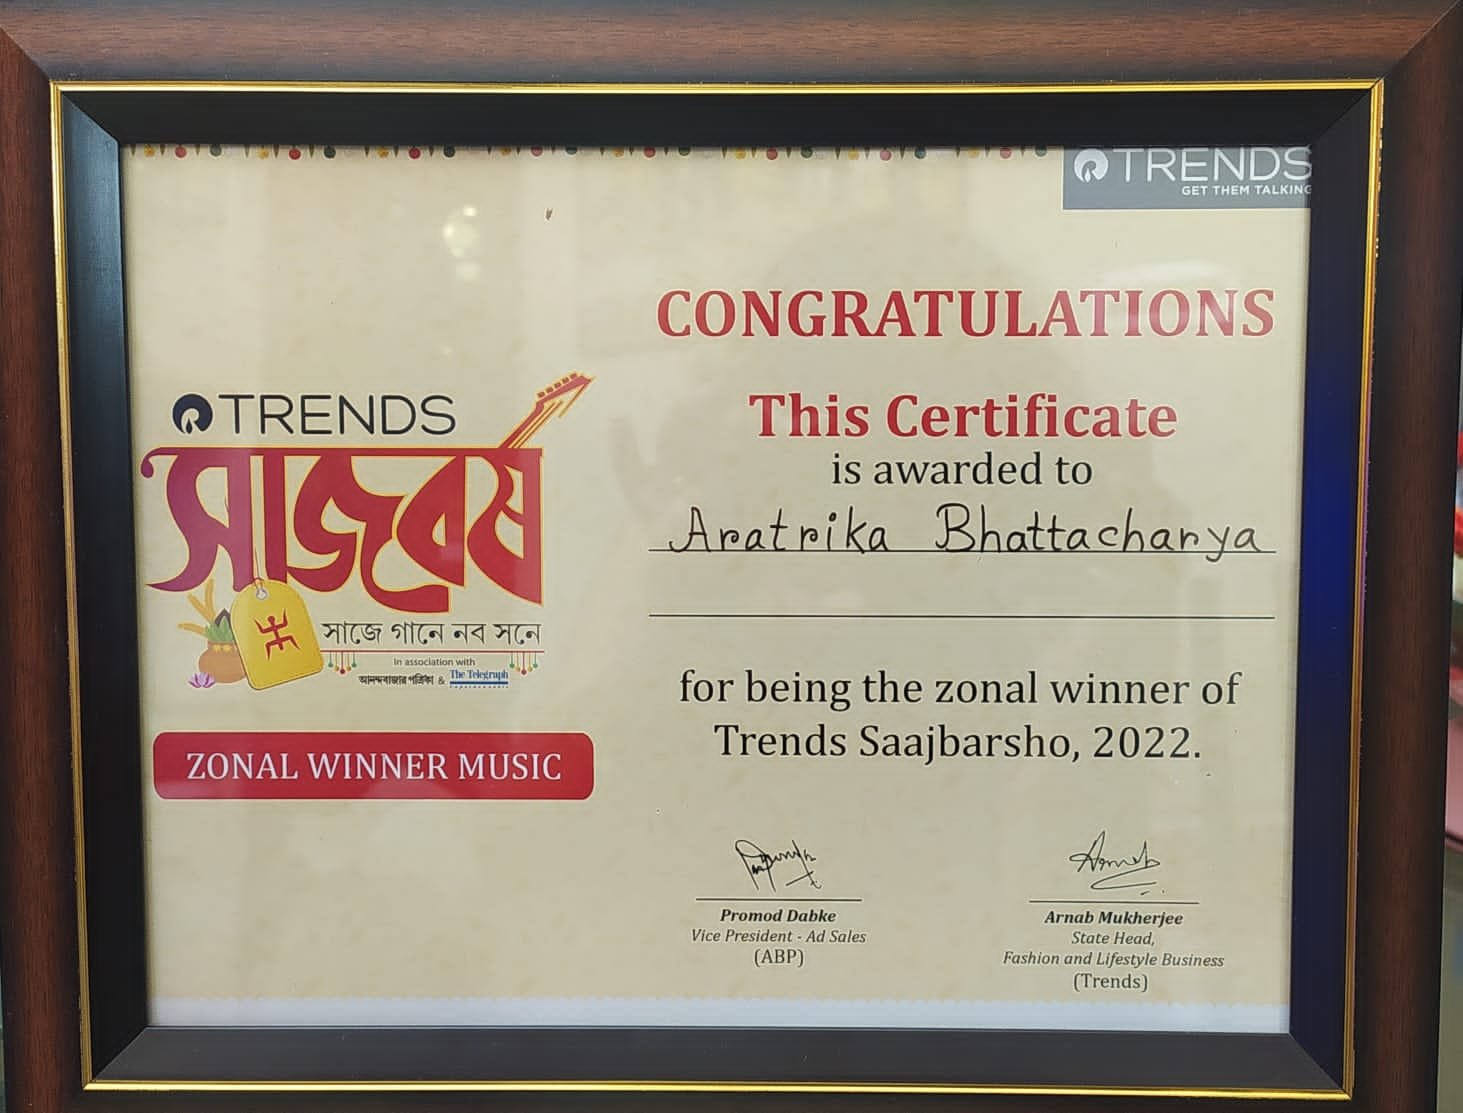 TRENDS
GET THEM TALKING
TRENDS
সাজবর্ষ
সাজে গানে নব সনে
In association with
আনন্দবাজার পত্রিকা & The Telegraph
ZONAL WINNER MUSIC
CONGRATULATIONS
This Certificate
is awarded to
Aratrika Bhattacharya
for being the zonal winner of
Trends Saajbarsho, 2022.
Promod Dabke
Vice President - Ad Sales
(ABP)
Arnab
Arnab Mukherjee
State Head,
Fashion and Lifestyle Business
(Trends)